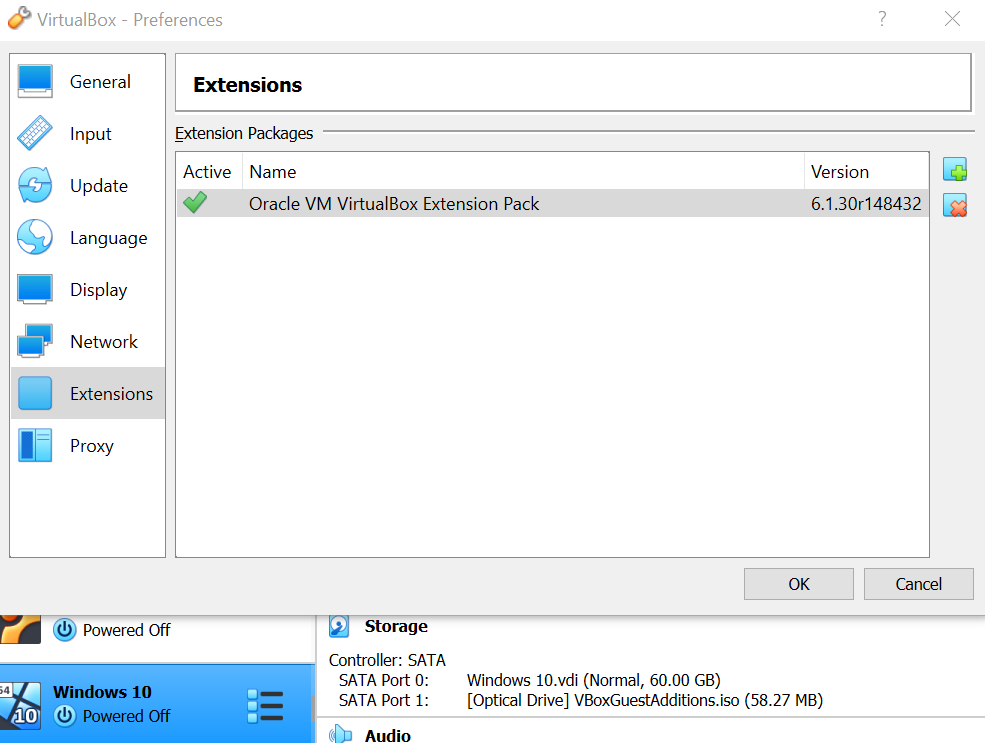 VirtualBox - Preferences
?
General
Input
Update
Language
Display
Network
Extensions
Proxy
Extensions
Extension Packages
Active Name Version
Oracle VM VirtualBox Extension Pack 6.1.30r148432
OK Cancel
Powered Off
64
10
Windows 10
Powered Off
Storage
Controller: SATA
SATA Port 0: Windows 10.vdi (Normal, 60.00 GB)
SATA Port 1: [Optical Drive] VBoxGuestAdditions.iso (58.27 MB)
Audio